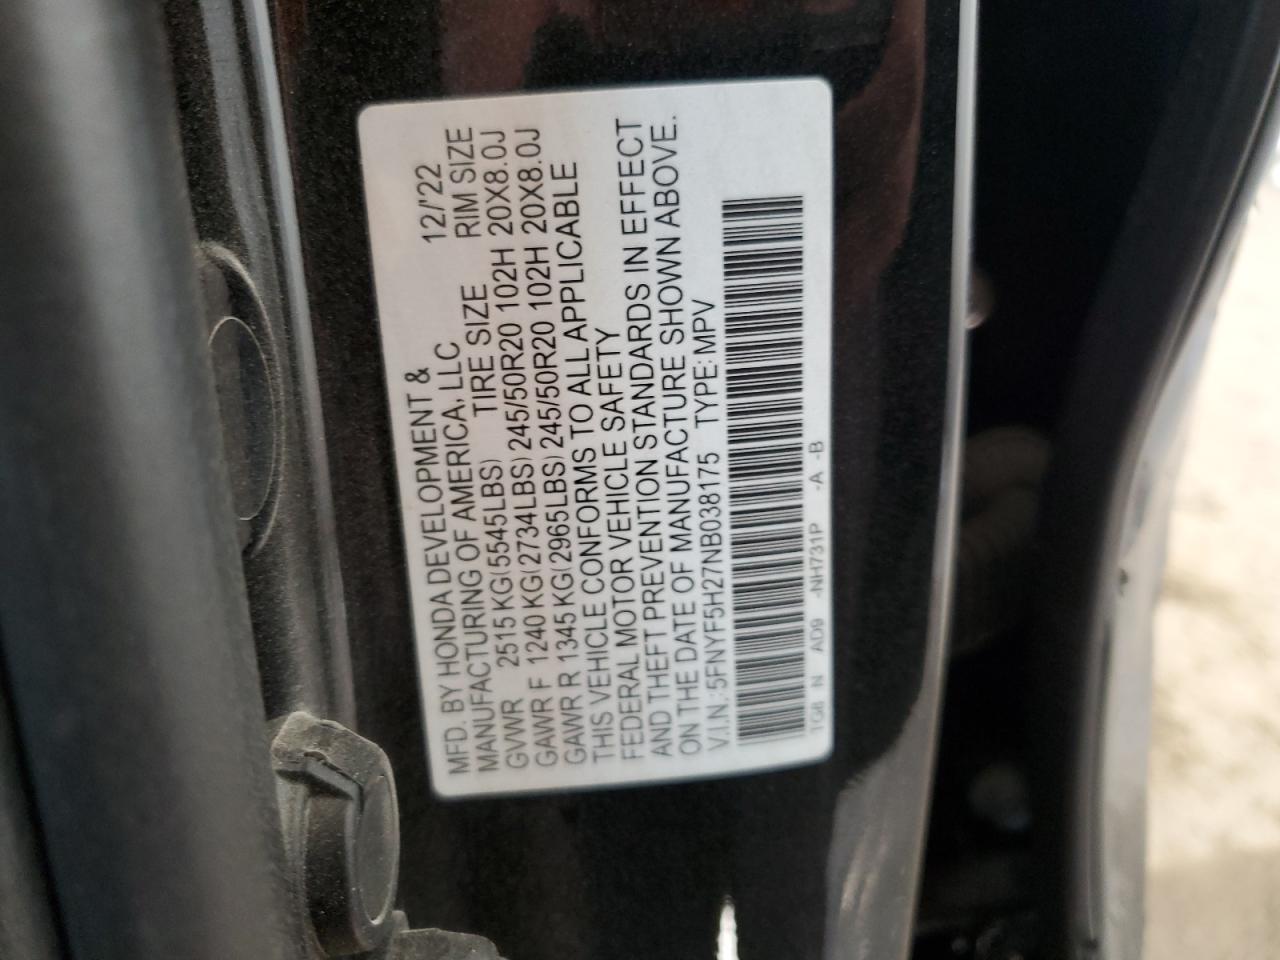 MFD. BY HONDA DEVELOPMENT &
MANUFACTURING OF AMERICA, LLC 12/'22
GVWR 2515 KG(5545LBS) TIRE SIZE RIM SIZE
GAWR F 1240 KG(2734LBS) 245/50R20 102H 20X8.0J
GAWR R 1345 KG(2965LBS) 245/50R20 102H 20X8.0J
THIS VEHICLE CONFORMS TO ALL APPLICABLE
FEDERAL MOTOR VEHICLE SAFETY
AND THEFT PREVENTION STANDARDS IN EFFECT
ON THE DATE OF MANUFACTURE SHOWN ABOVE.
V.I.N.: 5FNYF5H27NB038175 TYPE: MPV
TG8 N AD9 -NH731P -A -B